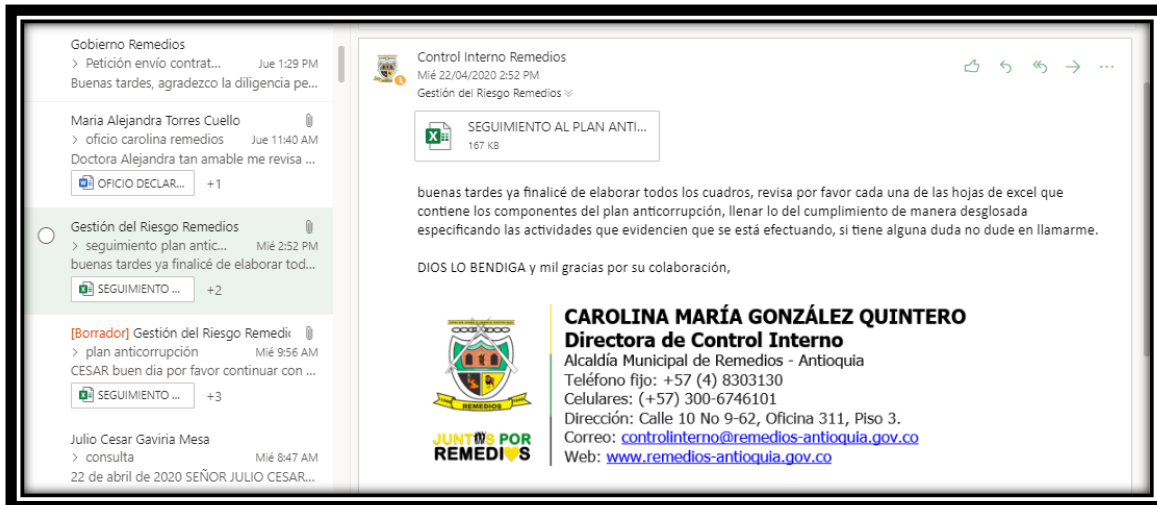 Gobierno Remedios
> Petición envío contrat... Jue 1:29 PM
Buenas tardes, agradezco la diligencia pe...
Maria Alejandra Torres Cuello
> oficio carolina remedios Jue 11:40 AM
Doctora Alejandra tan amable me revisa ...
OFICIO DECLAR... +1
Gestión del Riesgo Remedios
> seguimiento plan antic... Mié 2:52 PM
buenas tardes ya finalicé de elaborar tod...
SEGUIMIENTO ... +2
[Borrador] Gestión del Riesgo Remedic
> plan anticorrupción Mié 9:56 AM
CESAR buen dia por favor continuar con ...
SEGUIMIENTO ... +3
Julio Cesar Gaviria Mesa
> consulta Mié 8:47 AM
22 de abril de 2020 SEÑOR JULIO CESAR...
Control Interno Remedios
Mié 22/04/2020 2:52 PM
Gestión del Riesgo Remedios
SEGUIMIENTO AL PLAN ANTI...
167 KB
buenas tardes ya finalicé de elaborar todos los cuadros, revisa por favor cada una de las hojas de excel que
contiene los componentes del plan anticorrupción, llenar lo del cumplimiento de manera desglosada
especificando las actividades que evidencien que se está efectuando, si tiene alguna duda no dude en llamarme.
DIOS LO BENDIGA y mil gracias por su colaboración,
REMEDIOS
JUNTOS POR
REMEDIOS
CAROLINA MARÍA GONZÁLEZ QUINTERO
Directora de Control Interno
Alcaldía Municipal de Remedios - Antioquia
Teléfono fijo: +57 (4) 8303130
Celulares: (+57) 300-6746101
Dirección: Calle 10 No 9-62, Oficina 311, Piso 3.
Correo: controlinterno@remedios-antioquia.gov.co
Web: www.remedios-antioquia.gov.co